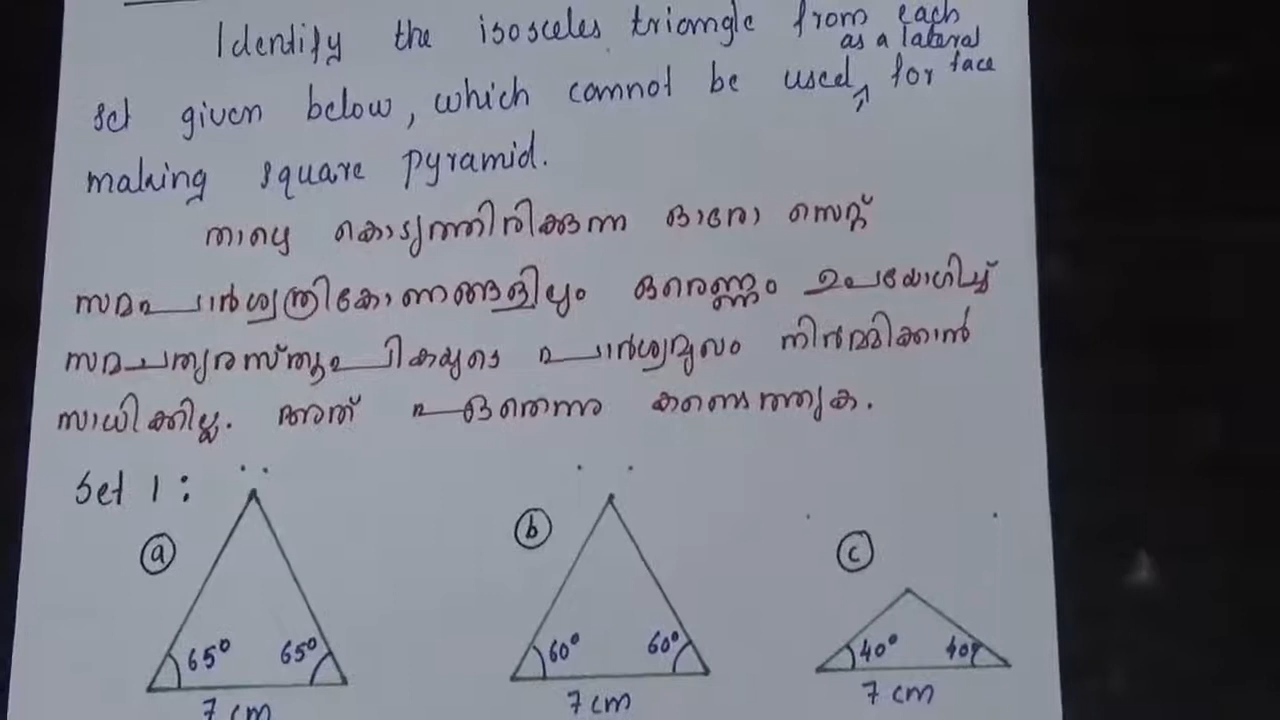 Identify the isosceles triangle from each
as a lateral
set given below, which cannot be used, for face
making square pyramid.
താഴെ കൊടുത്തിരിക്കുന്ന ഓരോ സെറ്റ്
സമപാർശ്വത്രികോണങ്ങളിലും ഒരെണ്ണം ഉപയോഗിച്ച്
സമചതുരസ്തൂപികയുടെ പാർശ്വമുഖം നിർമ്മിക്കാൻ
സാധിക്കില്ല. അത് ഏതെന്ന് കണ്ടെത്തുക.
Set 1:
a b c
65° 65° 60° 60° 40° 40°
7 cm 7 cm 7 cm